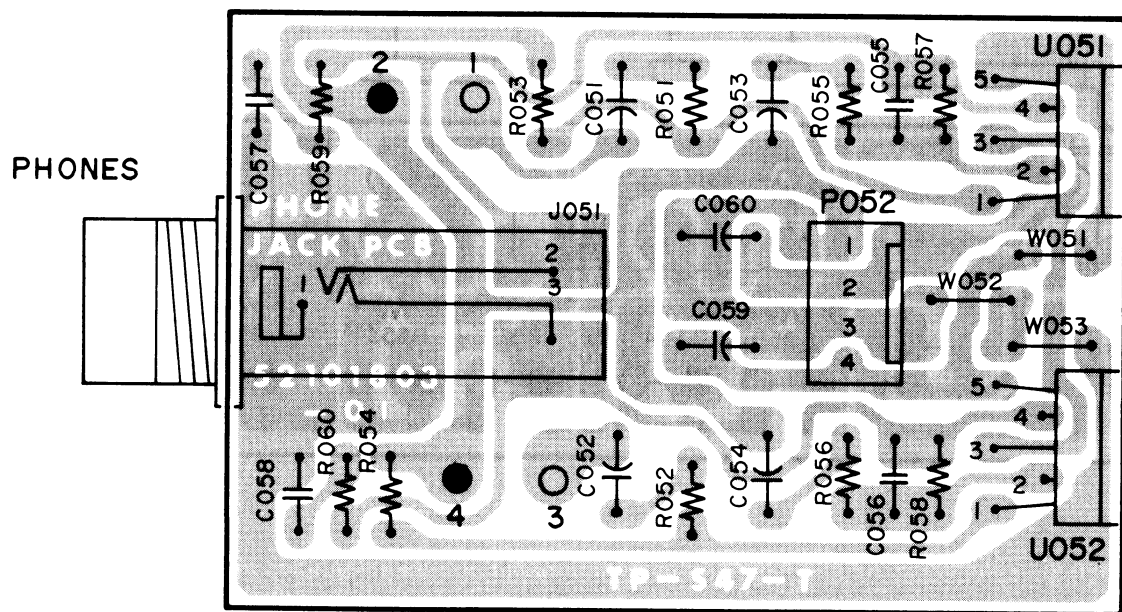 PHONES
C057
R059
2
1
R053
C051
R051
C053
R055
C055
R057
U051
5
4
3
2
1
PHONE
JACK PCB
J051
2
3
1
C060
C059
P052
1
2
3
4
W051
W052
W053
52101603
-01
C058
R060
R054
4
3
C052
R052
C054
R056
C056
R058
5
4
3
2
1
U052
TP-S47-T